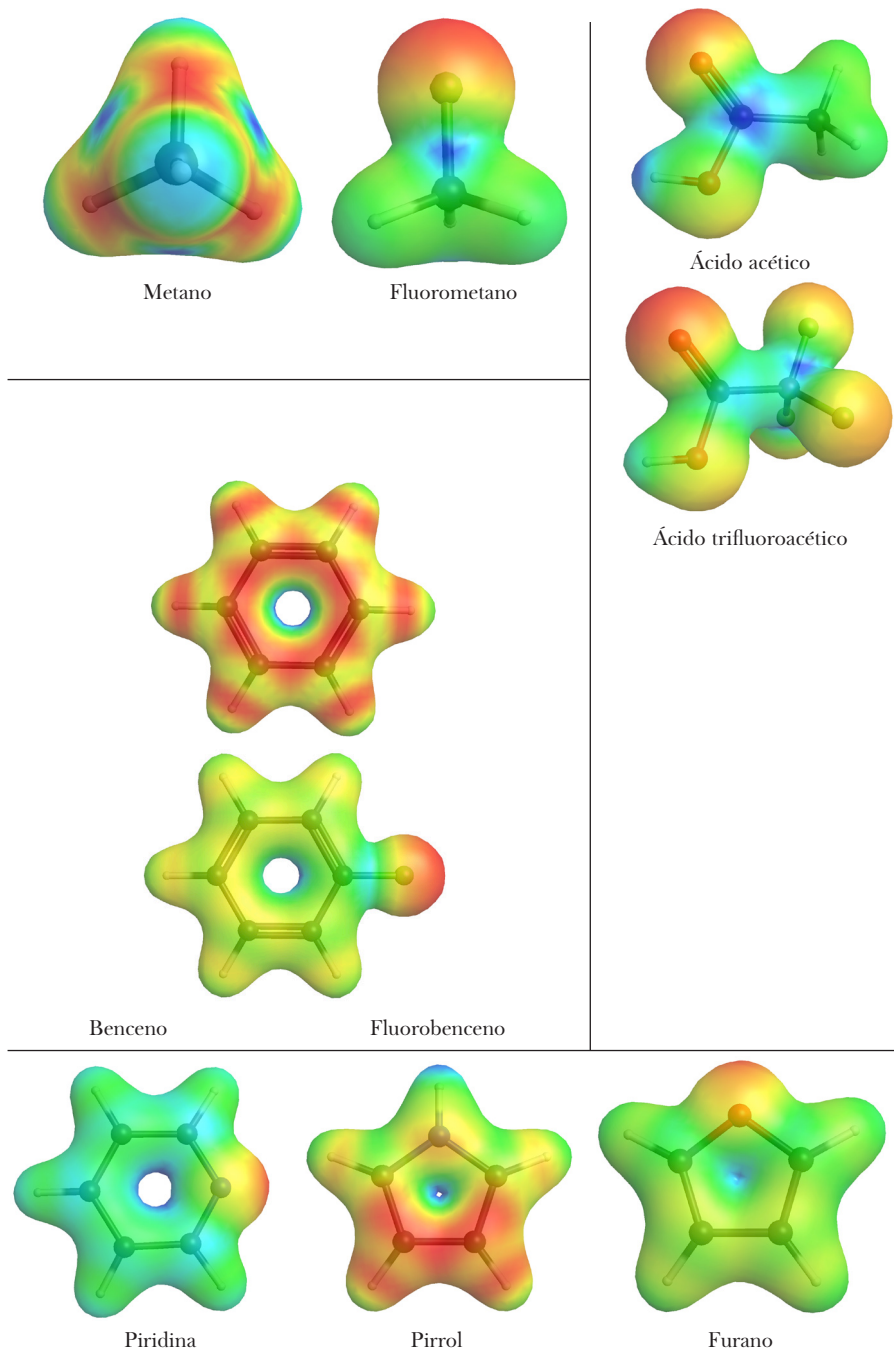 Metano
Fluorometano
Ácido acético
Ácido trifluoroacético
Benceno
Fluorobenceno
Piridina
Pirrol
Furano